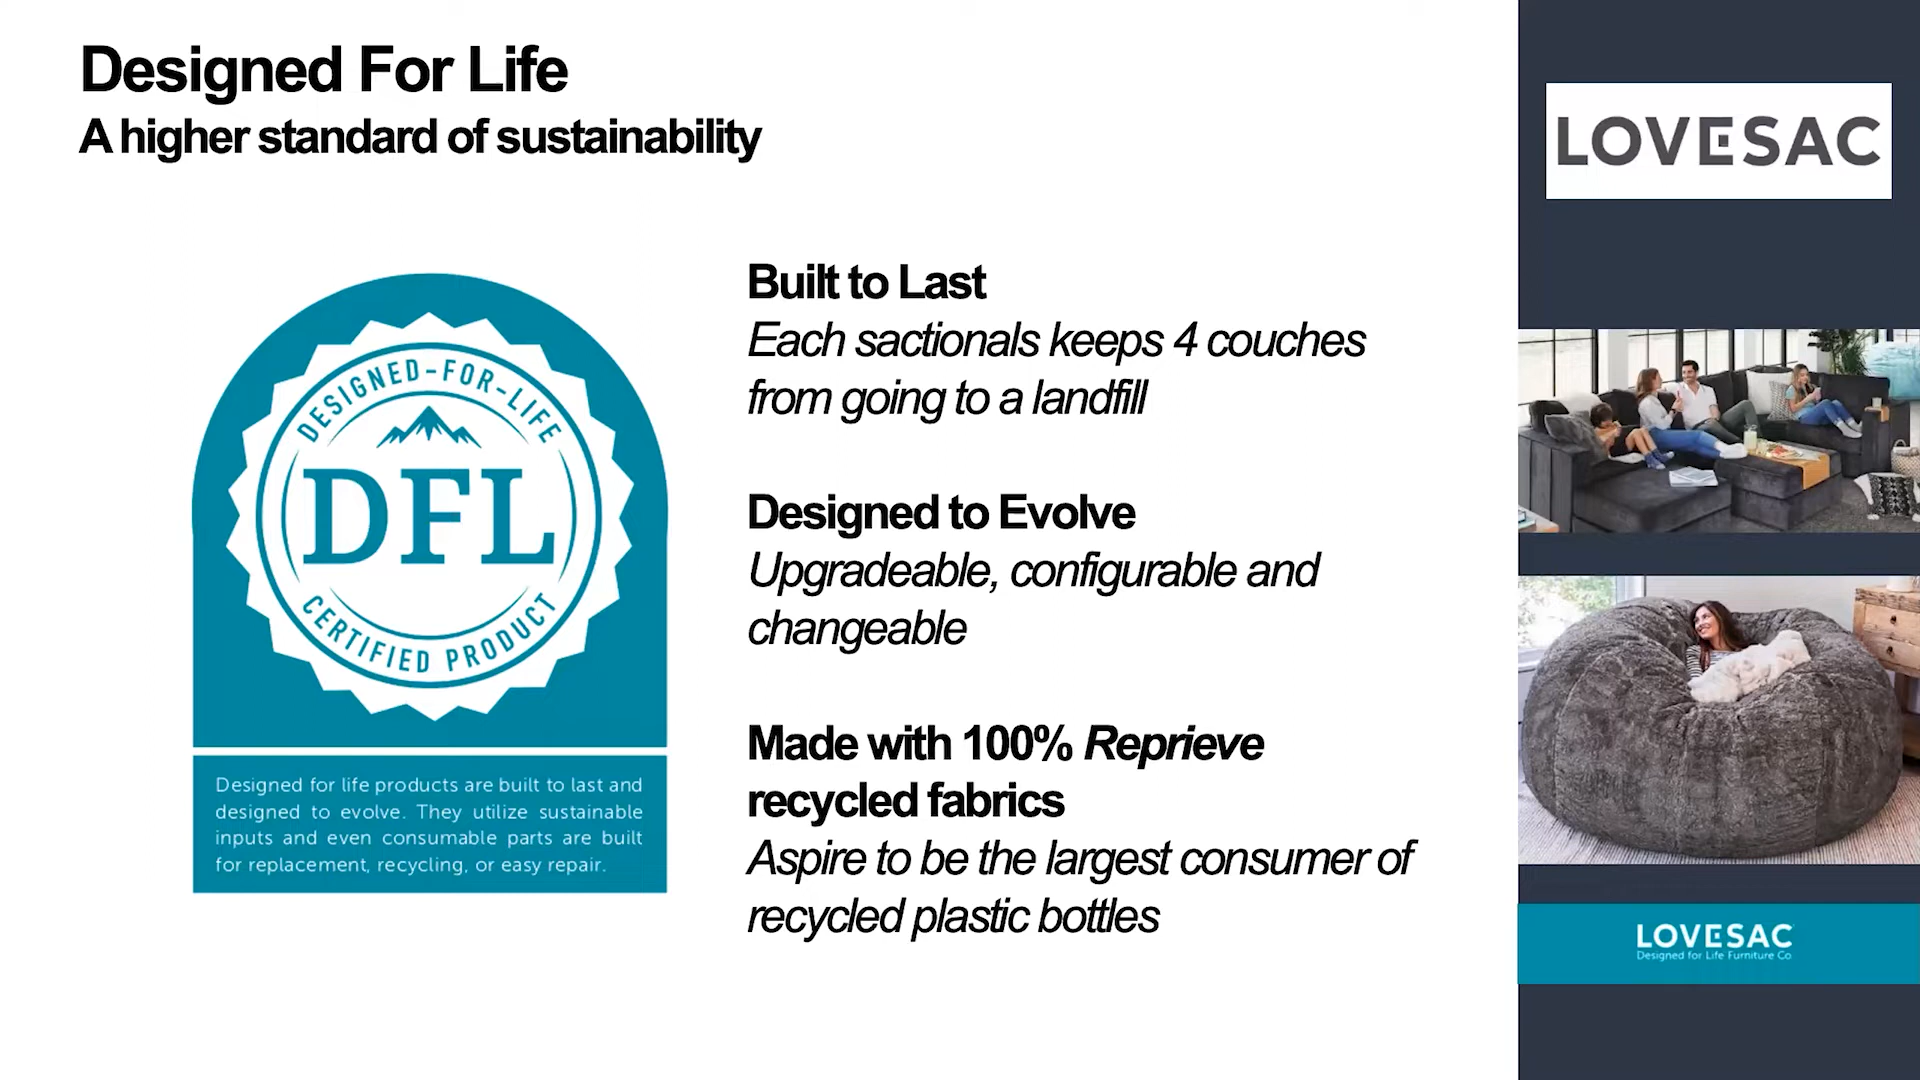 Designed For Life
A higher standard of sustainability
DESIGNED-FOR-LIFE
DFL
CERTIFIED PRODUCT
Designed for life products are built to last and
designed to evolve. They utilize sustainable
inputs and even consumable parts are built
for replacement, recycling, or easy repair.
Built to Last
Each sactionals keeps 4 couches
from going to a landfill
Designed to Evolve
Upgradeable, configurable and
changeable
Made with 100% Reprieve
recycled fabrics
Aspire to be the largest consumer of
recycled plastic bottles
LOVESAC
LOVESAC
Designed for Life Furniture Co